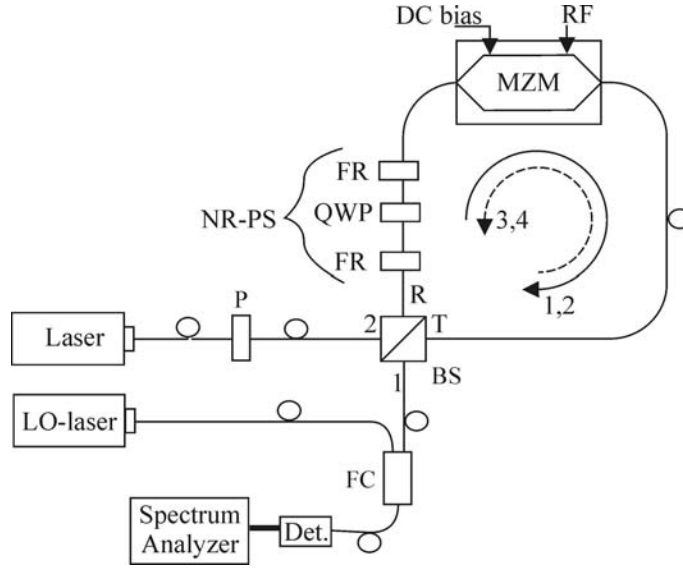 DC bias
RF
MZM
FR
QWP
NR-PS
FR
3,4
1,2
R
P
2
T
Laser
1
BS
LO-laser
FC
Spectrum
Analyzer
Det.